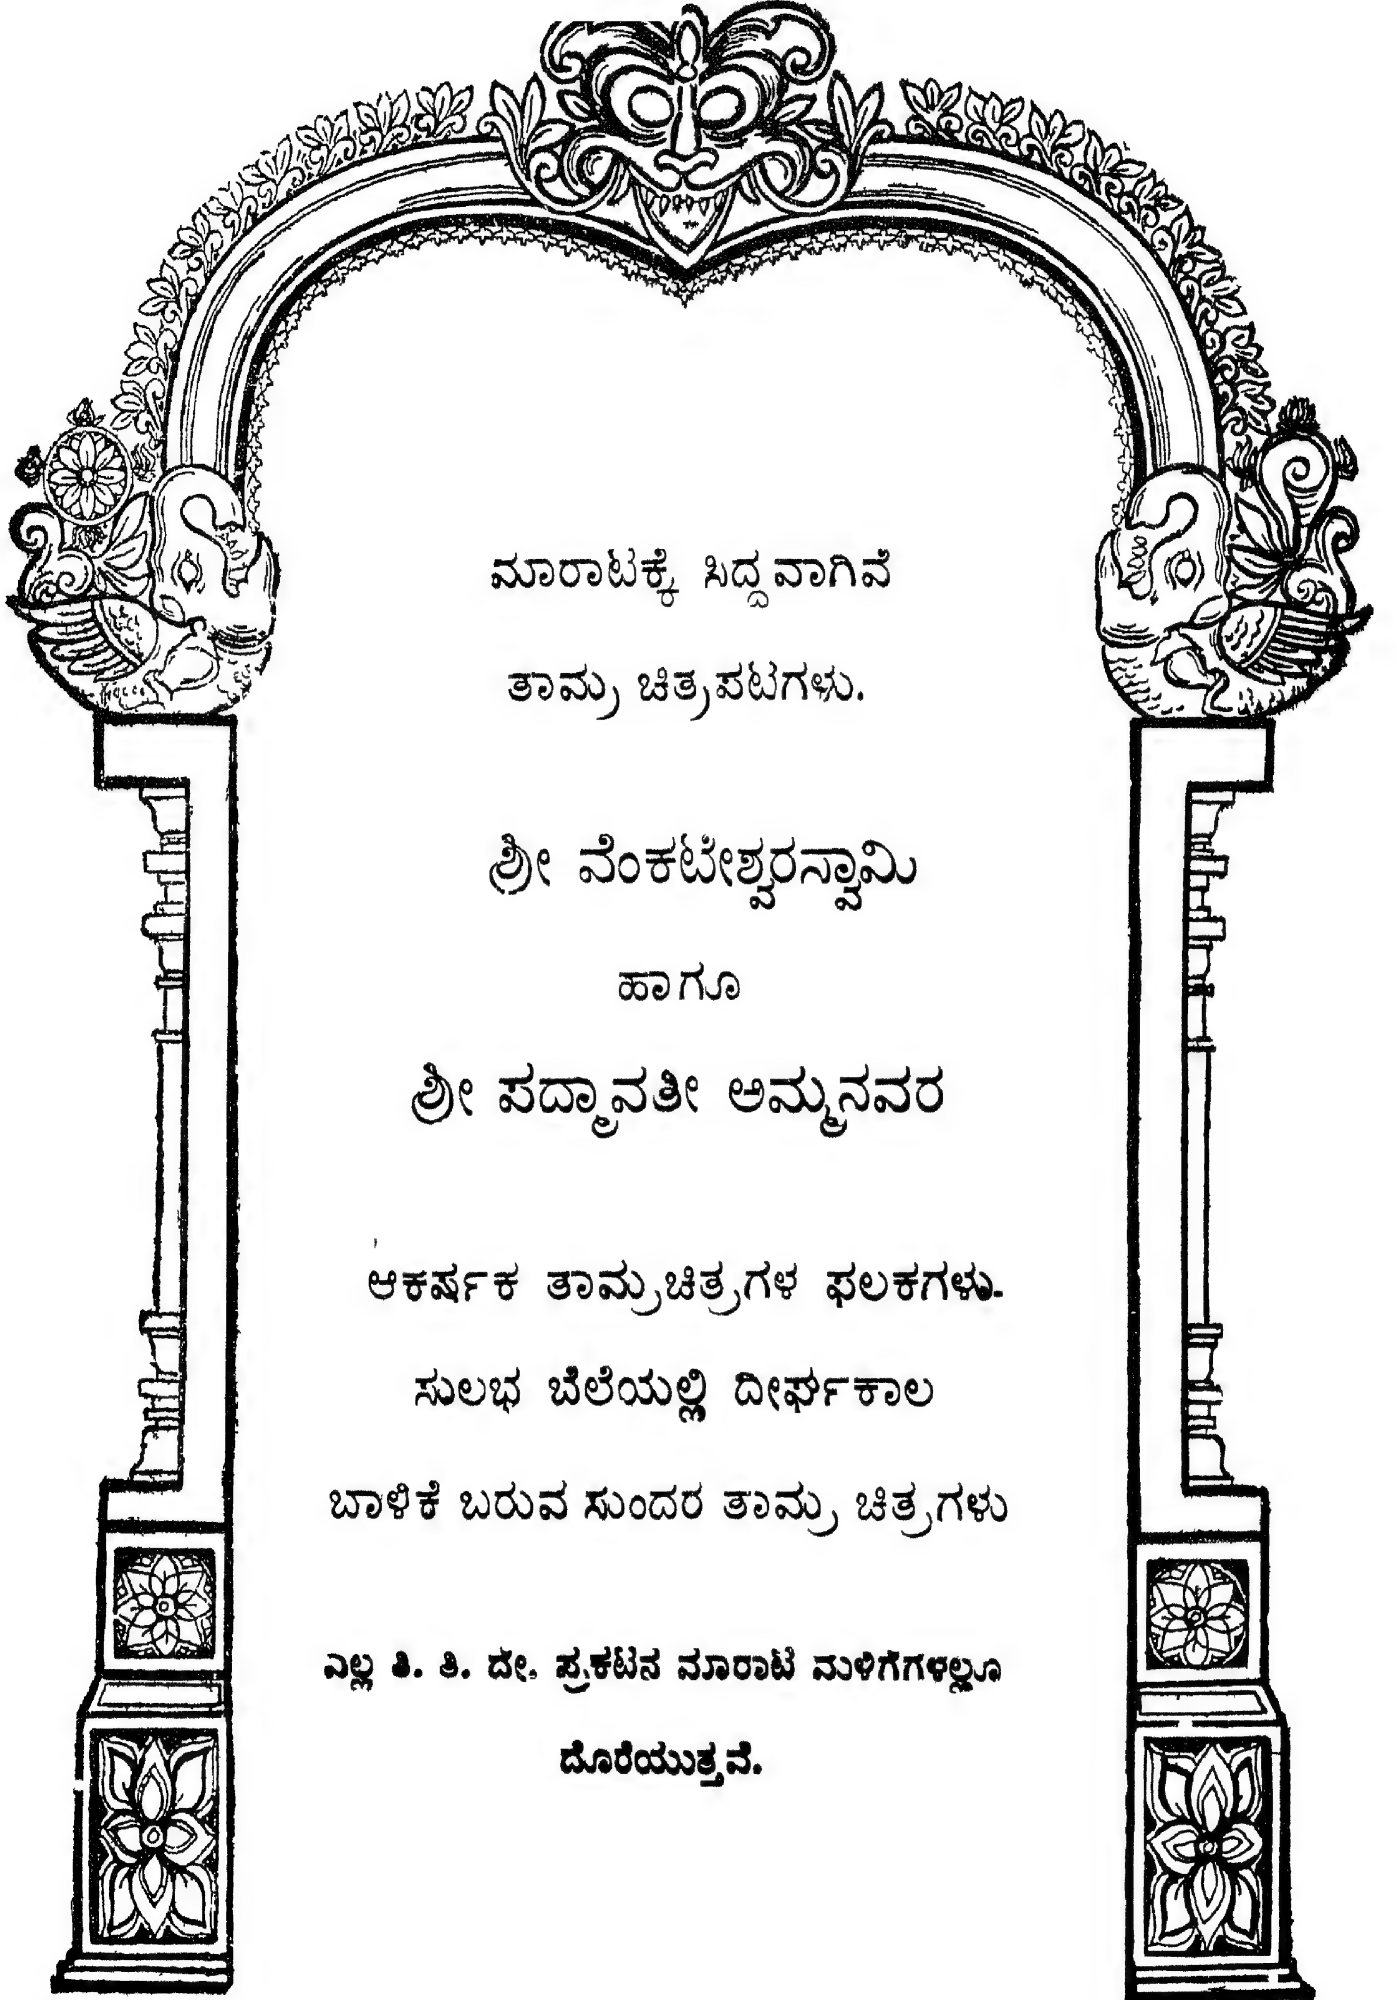 ಮಾರಾಟಕ್ಕೆ ಸಿದ್ದವಾಗಿವೆ
ತಾಮ್ರ ಚಿತ್ರಪಟಗಳು.
ಶ್ರೀ ವೆಂಕಟೇಶ್ವರಸ್ವಾಮಿ
ಹಾಗೂ
ಶ್ರೀ ಪದ್ಮಾವತೀ ಅಮ್ಮನವರ
ಆಕರ್ಷಕ ತಾಮ್ರಚಿತ್ರಗಳ ಫಲಕಗಳು.
ಸುಲಭ ಬೆಲೆಯಲ್ಲಿ ದೀರ್ಘಕಾಲ
ಬಾಳಿಕೆ ಬರುವ ಸುಂದರ ತಾಮ್ರ ಚಿತ್ರಗಳು
ಎಲ್ಲ ತಿ. ತಿ. ದೇ. ಪ್ರಕಟನ ಮಾರಾಟ ಮಳಿಗೆಗಳಲ್ಲೂ
ದೊರೆಯುತ್ತವೆ.